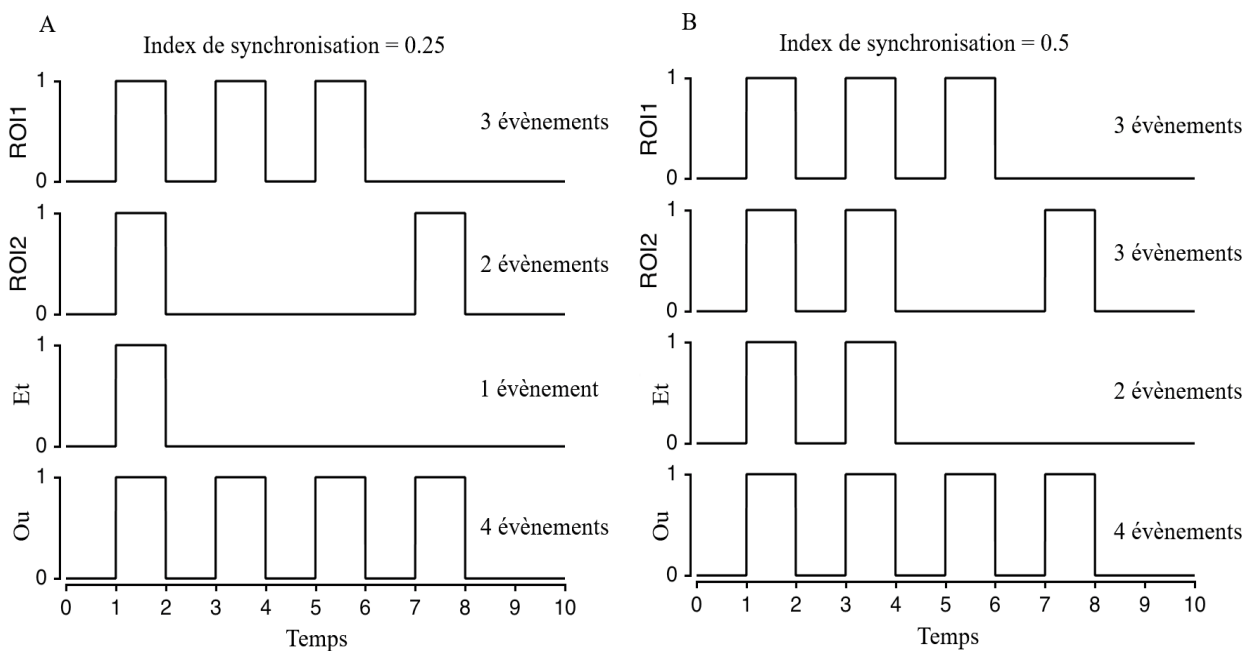 A
Index de synchronisation = 0.25
1
ROI1
3 évènements
0
1
ROI2
2 évènements
0
1
Et
1 évènement
0
1
Ou
4 évènements
0
0 1 2 3 4 5 6 7 8 9 10
Temps
B
Index de synchronisation = 0.5
1
ROI1
3 évènements
0
1
ROI2
3 évènements
0
1
Et
2 évènements
0
1
Ou
4 évènements
0
0 1 2 3 4 5 6 7 8 9 10
Temps